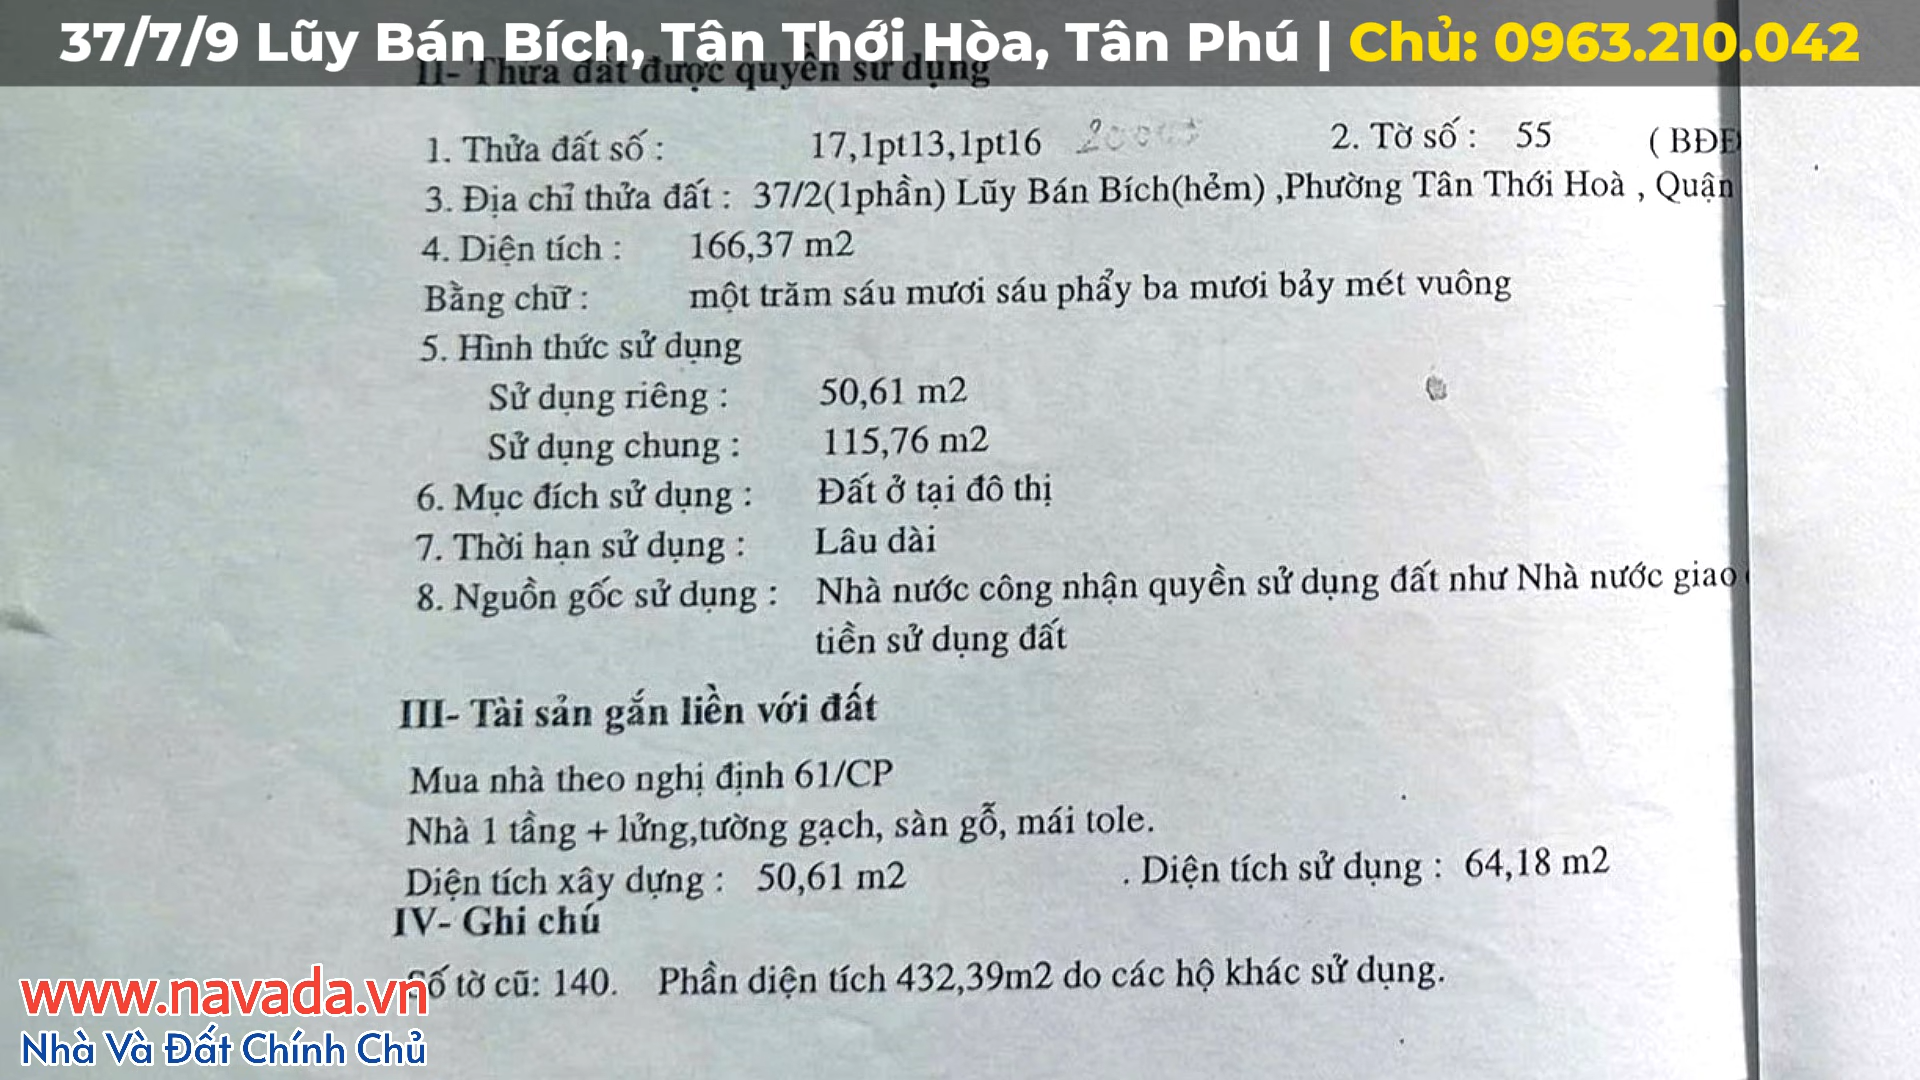 37/7/9 Lũy Bán Bích, Tân Thới Hòa, Tân Phú | Chủ: 0963.210.042
II- Thửa đất được quyền sử dụng
1. Thửa đất số : 17,1pt13,1pt16 2. Tờ số : 55 ( BĐĐ
3. Địa chỉ thửa đất : 37/2(1phần) Lũy Bán Bích(hẻm) ,Phường Tân Thới Hoà , Quận
4. Diện tích : 166,37 m2
Bằng chữ : một trăm sáu mươi sáu phẩy ba mươi bảy mét vuông
5. Hình thức sử dụng
Sử dụng riêng : 50,61 m2
Sử dụng chung : 115,76 m2
6. Mục đích sử dụng : Đất ở tại đô thị
7. Thời hạn sử dụng : Lâu dài
8. Nguồn gốc sử dụng : Nhà nước công nhận quyền sử dụng đất như Nhà nước giao
tiền sử dụng đất
III- Tài sản gắn liền với đất
Mua nhà theo nghị định 61/CP
Nhà 1 tầng + lửng,tường gạch, sàn gỗ, mái tole.
Diện tích xây dựng : 50,61 m2 . Diện tích sử dụng : 64,18 m2
IV- Ghi chú
Số tờ cũ: 140. Phần diện tích 432,39m2 do các hộ khác sử dụng.
www.navada.vn
Nhà Và Đất Chính Chủ